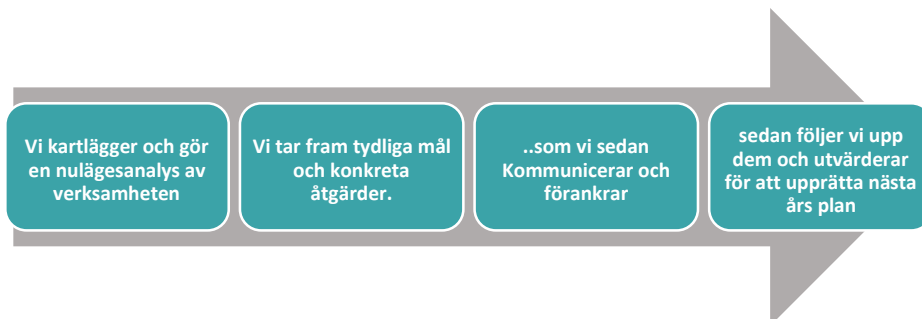 Vi kartlägger och gör
en nulägesanalys av
verksamheten
Vi tar fram tydliga mål
och konkreta
åtgärder.
..som vi sedan
Kommunicerar och
förankrar
sedan följer vi upp
dem och utvärderar
för att upprätta nästa
års plan